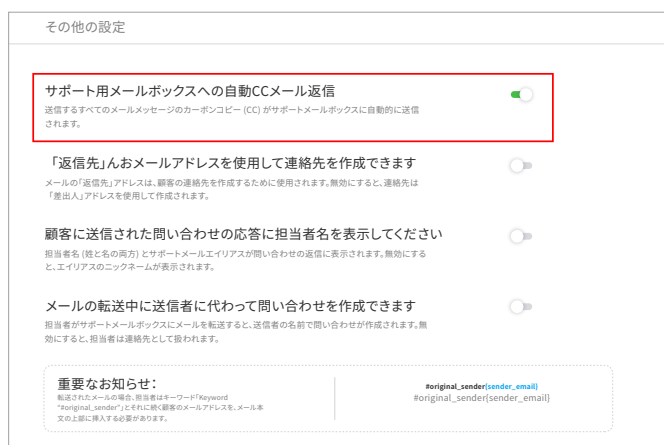 その他の設定
サポート用メールボックスへの自動CCメール返信
送信するすべてのメールメッセージのカーボンコピー (CC) がサポートメールボックスに自動的に送信
されます。
「返信先」んおメールアドレスを使用して連絡先を作成できます
メールの「返信先」アドレスは、顧客の連絡先を作成するために使用されます。無効にすると、連絡先は
「差出人」アドレスを使用して作成されます。
顧客に送信された問い合わせの応答に担当者名を表示してください
担当者名 (姓と名の両方) とサポートメールエイリアスが問い合わせの返信に表示されます。無効にする
と、エイリアスのニックネームが表示されます。
メールの転送中に送信者に代わって問い合わせを作成できます
担当者がサポートメールボックスにメールを転送すると、送信者の名前で問い合わせが作成されます。無
効にすると、担当者は連絡先として扱われます。
重要なお知らせ：
転送されたメールの場合、担当者はキーワード「Keyword
"#original_sender"」とそれに続く顧客のメールアドレスを、メール本
文の上部に挿入する必要があります。
#original_sender{sender_email}
#original_sender{sender_email}